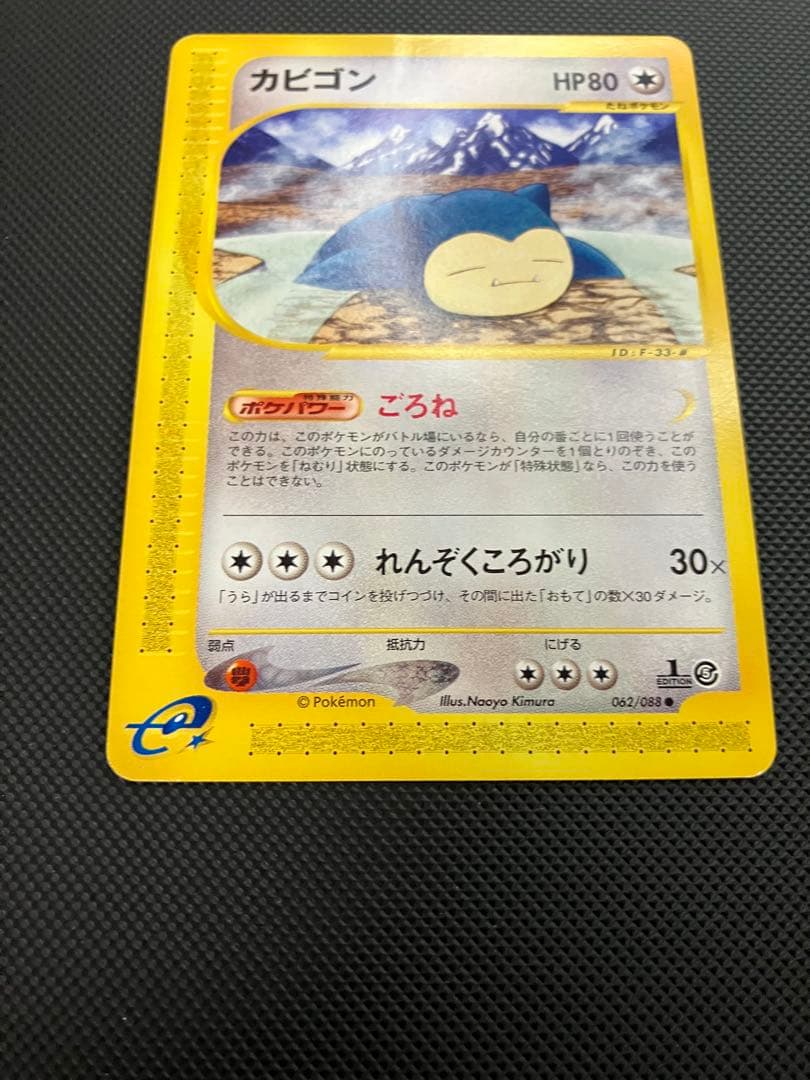 カビゴン HP80
たねポケモン
ID:F-33-#
特殊能力
ポケパワー ごろね
この力は、このポケモンがバトル場にいるなら、自分の番ごとに1回使うことが
できる。このポケモンにのっているダメージカウンターを1個とりのぞき、この
ポケモンを「ねむり」状態にする。このポケモンが「特殊状態」なら、この力を使う
ことはできない。
れんぞくころがり 30×
「うら」が出るまでコインを投げつづけ、その間に出た「おもて」の数×30ダメージ。
弱点 抵抗力 にげる
1
EDITION
© Pokémon Illus.Naoyo Kimura 062/088 ●
e